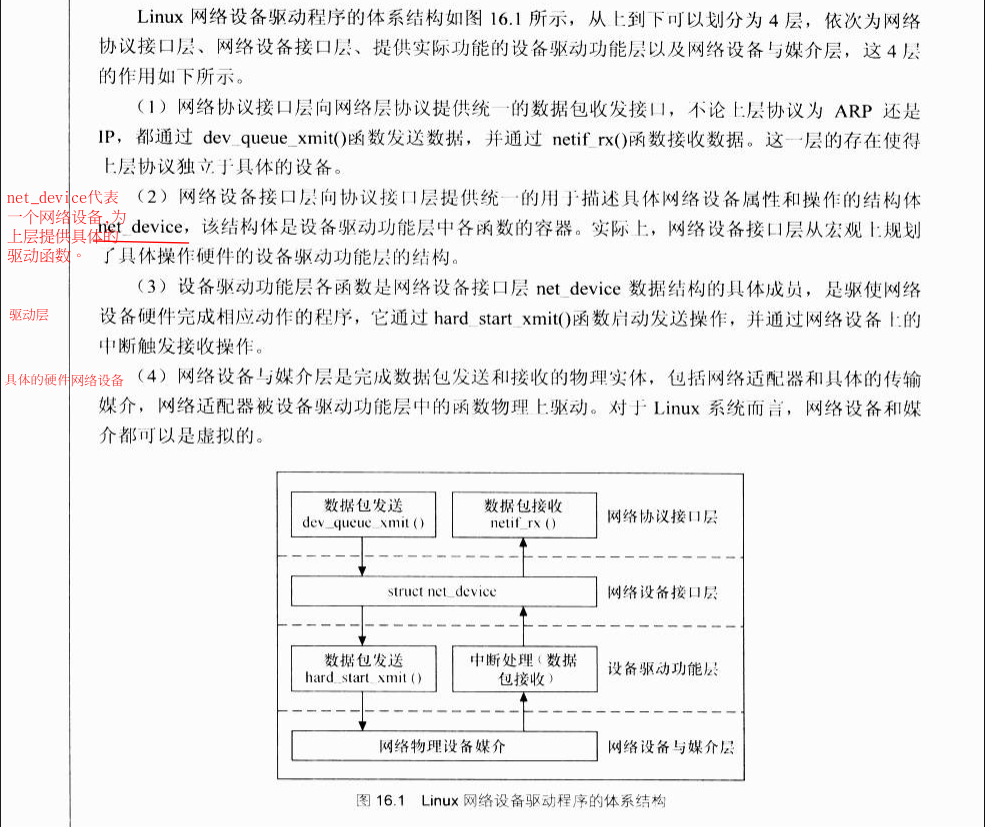 Linux 网络设备驱动程序的体系结构如图 16.1 所示，从上到下可以划分为 4 层，依次为网络
协议接口层、网络设备接口层、提供实际功能的设备驱动功能层以及网络设备与媒介层，这 4 层
的作用如下所示。
（1）网络协议接口层向网络层协议提供统一的数据包收发接口，不论上层协议为 ARP 还是
IP，都通过 dev_queue_xmit()函数发送数据，并通过 netif_rx()函数接收数据。这一层的存在使得
上层协议独立于具体的设备。
（2）网络设备接口层向协议接口层提供统一的用于描述具体网络设备属性和操作的结构体
net_device，该结构体是设备驱动功能层中各函数的容器。实际上，网络设备接口层从宏观上规划
了具体操作硬件的设备驱动功能层的结构。
net_device代表
一个网络设备,为
上层提供具体的
驱动函数。
（3）设备驱动功能层各函数是网络设备接口层 net_device 数据结构的具体成员，是驱使网络
设备硬件完成相应动作的程序，它通过 hard_start_xmit()函数启动发送操作，并通过网络设备上的
中断触发接收操作。
驱动层
（4）网络设备与媒介层是完成数据包发送和接收的物理实体，包括网络适配器和具体的传输
媒介，网络适配器被设备驱动功能层中的函数物理上驱动。对于 Linux 系统而言，网络设备和媒
介都可以是虚拟的。
具体的硬件网络设备
数据包发送
dev_queue_xmit ()
数据包接收
netif_rx ()
网络协议接口层
struct net_device
网络设备接口层
数据包发送
hard_start_xmit ()
中断处理（数据
包接收）
设备驱动功能层
网络物理设备媒介
网络设备与媒介层
图 16.1 Linux 网络设备驱动程序的体系结构